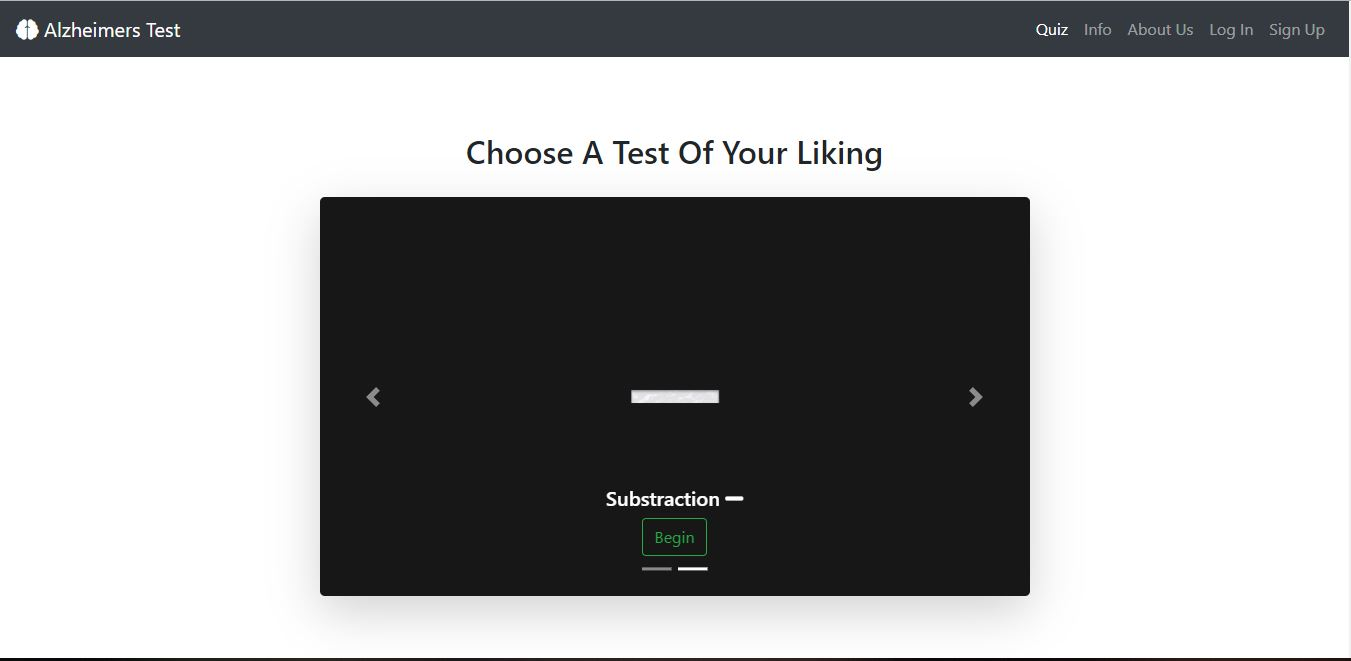 Alzheimers Test
Quiz Info About Us Log In Sign Up
Choose A Test Of Your Liking
Substraction
Begin